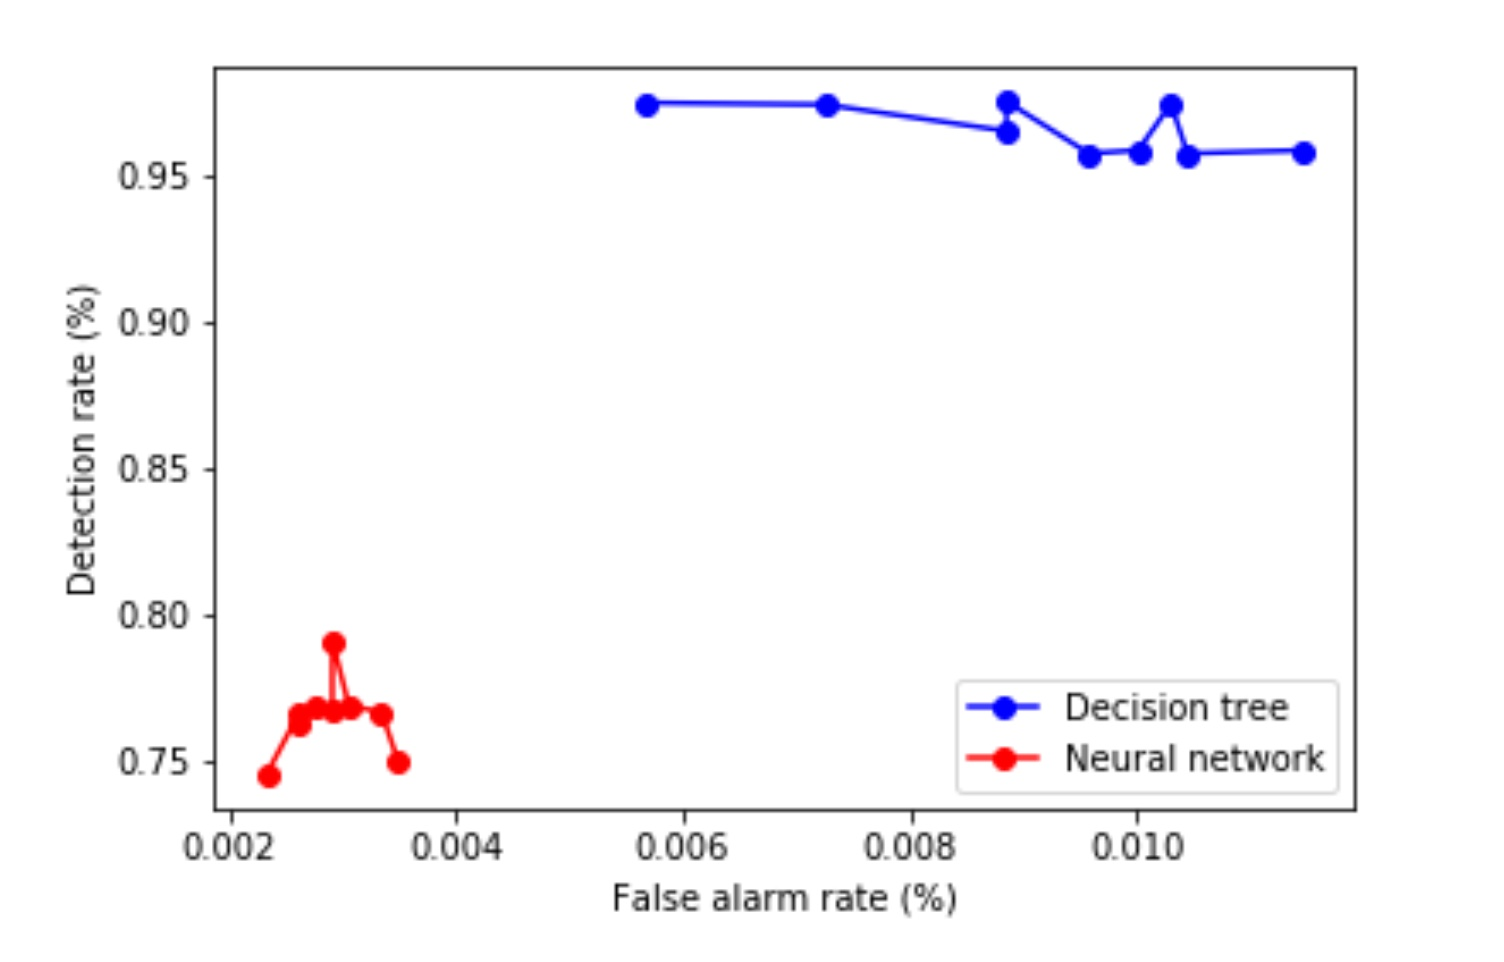 0.95
0.90
0.85
0.80
0.75
Detection rate (%)
Decision tree
Neural network
0.002 0.004 0.006 0.008 0.010
False alarm rate (%)